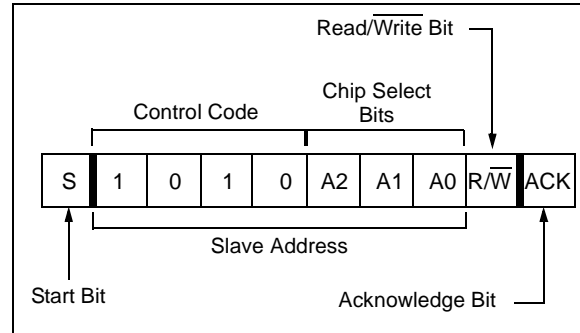 Read/Write Bit
Control Code
Chip Select
Bits
S 1 0 1 0 A2 A1 A0 R/W ACK
Slave Address
Start Bit
Acknowledge Bit